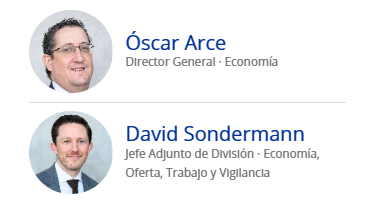 Óscar Arce
Director General · Economía
David Sondermann
Jefe Adjunto de División · Economía,
Oferta, Trabajo y Vigilancia